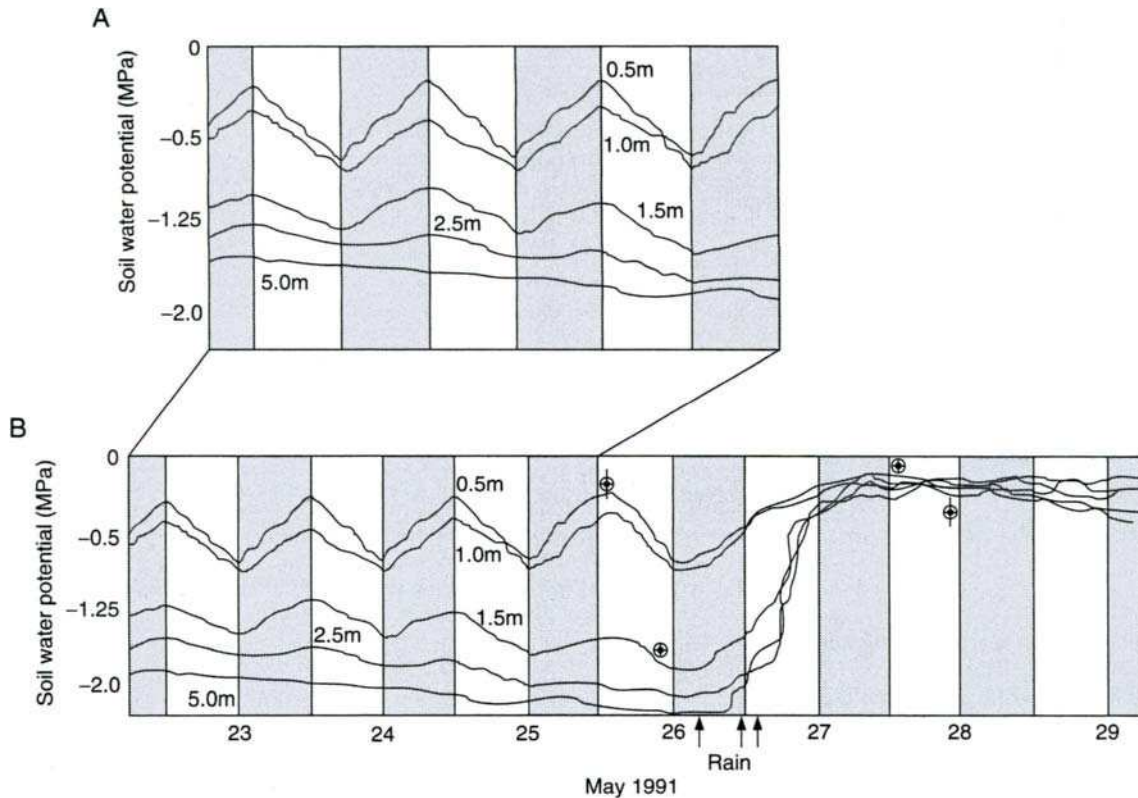 A
Soil water potential (MPa)
0
−0.5
−1.25
−2.0
0.5m
1.0m
1.5m
2.5m
5.0m
B
Soil water potential (MPa)
0
−0.5
−1.25
−2.0
0.5m
1.0m
1.5m
2.5m
5.0m
23 24 25 26 27 28 29
Rain
May 1991